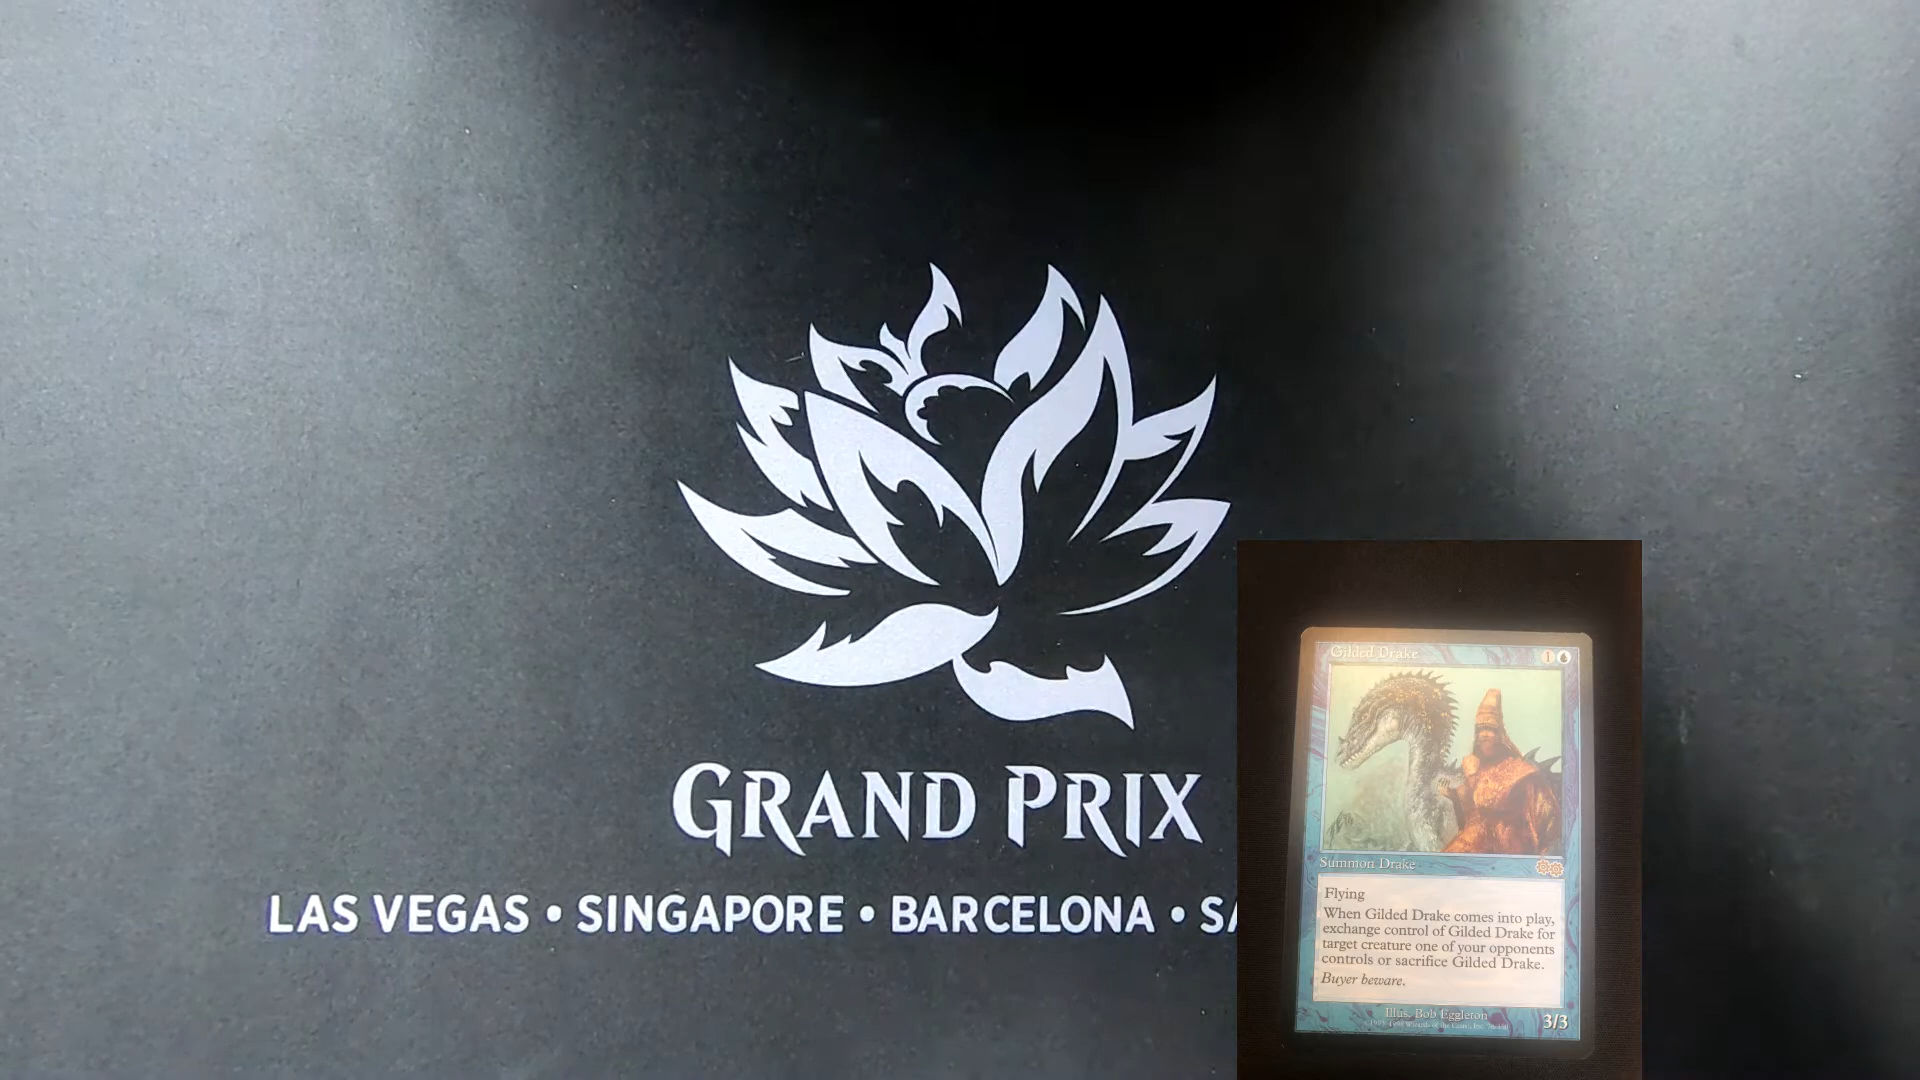 GRAND PRIX
LAS VEGAS • SINGAPORE • BARCELONA • SA
Gilded Drake
1
Summon Drake
Flying
When Gilded Drake comes into play,
exchange control of Gilded Drake for
target creature one of your opponents
controls or sacrifice Gilded Drake.
Buyer beware.
Illus. Bob Eggleton
3/3